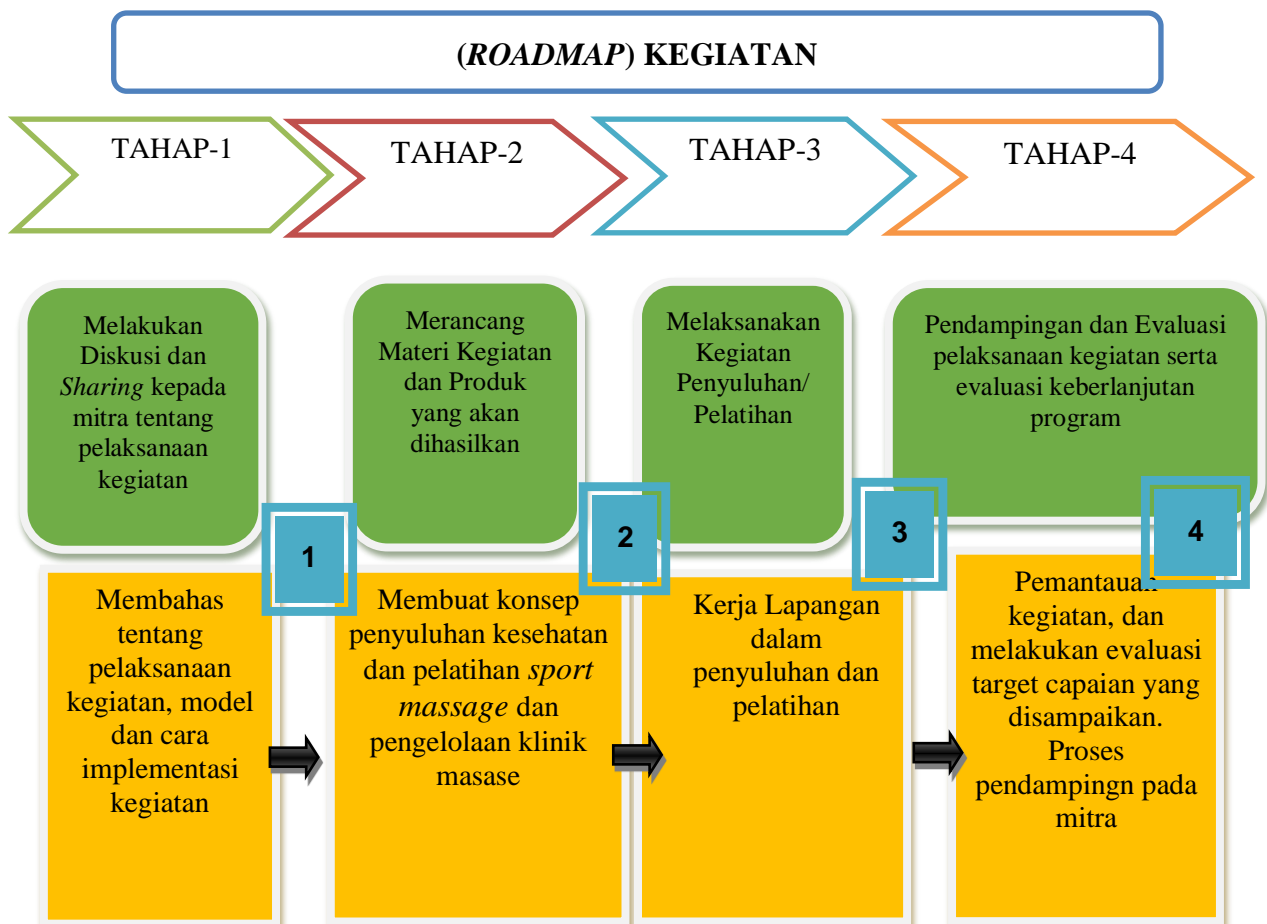 (ROADMAP) KEGIATAN
TAHAP-1
TAHAP-2
TAHAP-3
TAHAP-4
Melakukan
Diskusi dan
Sharing kepada
mitra tentang
pelaksanaan
kegiatan
Merancang
Materi Kegiatan
dan Produk
yang akan
dihasilkan
Melaksanakan
Kegiatan
Penyuluhan/
Pelatihan
Pendampingan dan Evaluasi
pelaksanaan kegiatan serta
evaluasi keberlanjutan
program
1
2
3
4
Membahas
tentang
pelaksanaan
kegiatan, model
dan cara
implementasi
kegiatan
Membuat konsep
penyuluhan kesehatan
dan pelatihan sport
massage dan
pengelolaan klinik
masase
Kerja Lapangan
dalam
penyuluhan dan
pelatihan
Pemantauan
kegiatan, dan
melakukan evaluasi
target capaian yang
disampaikan.
Proses
pendampingn pada
mitra